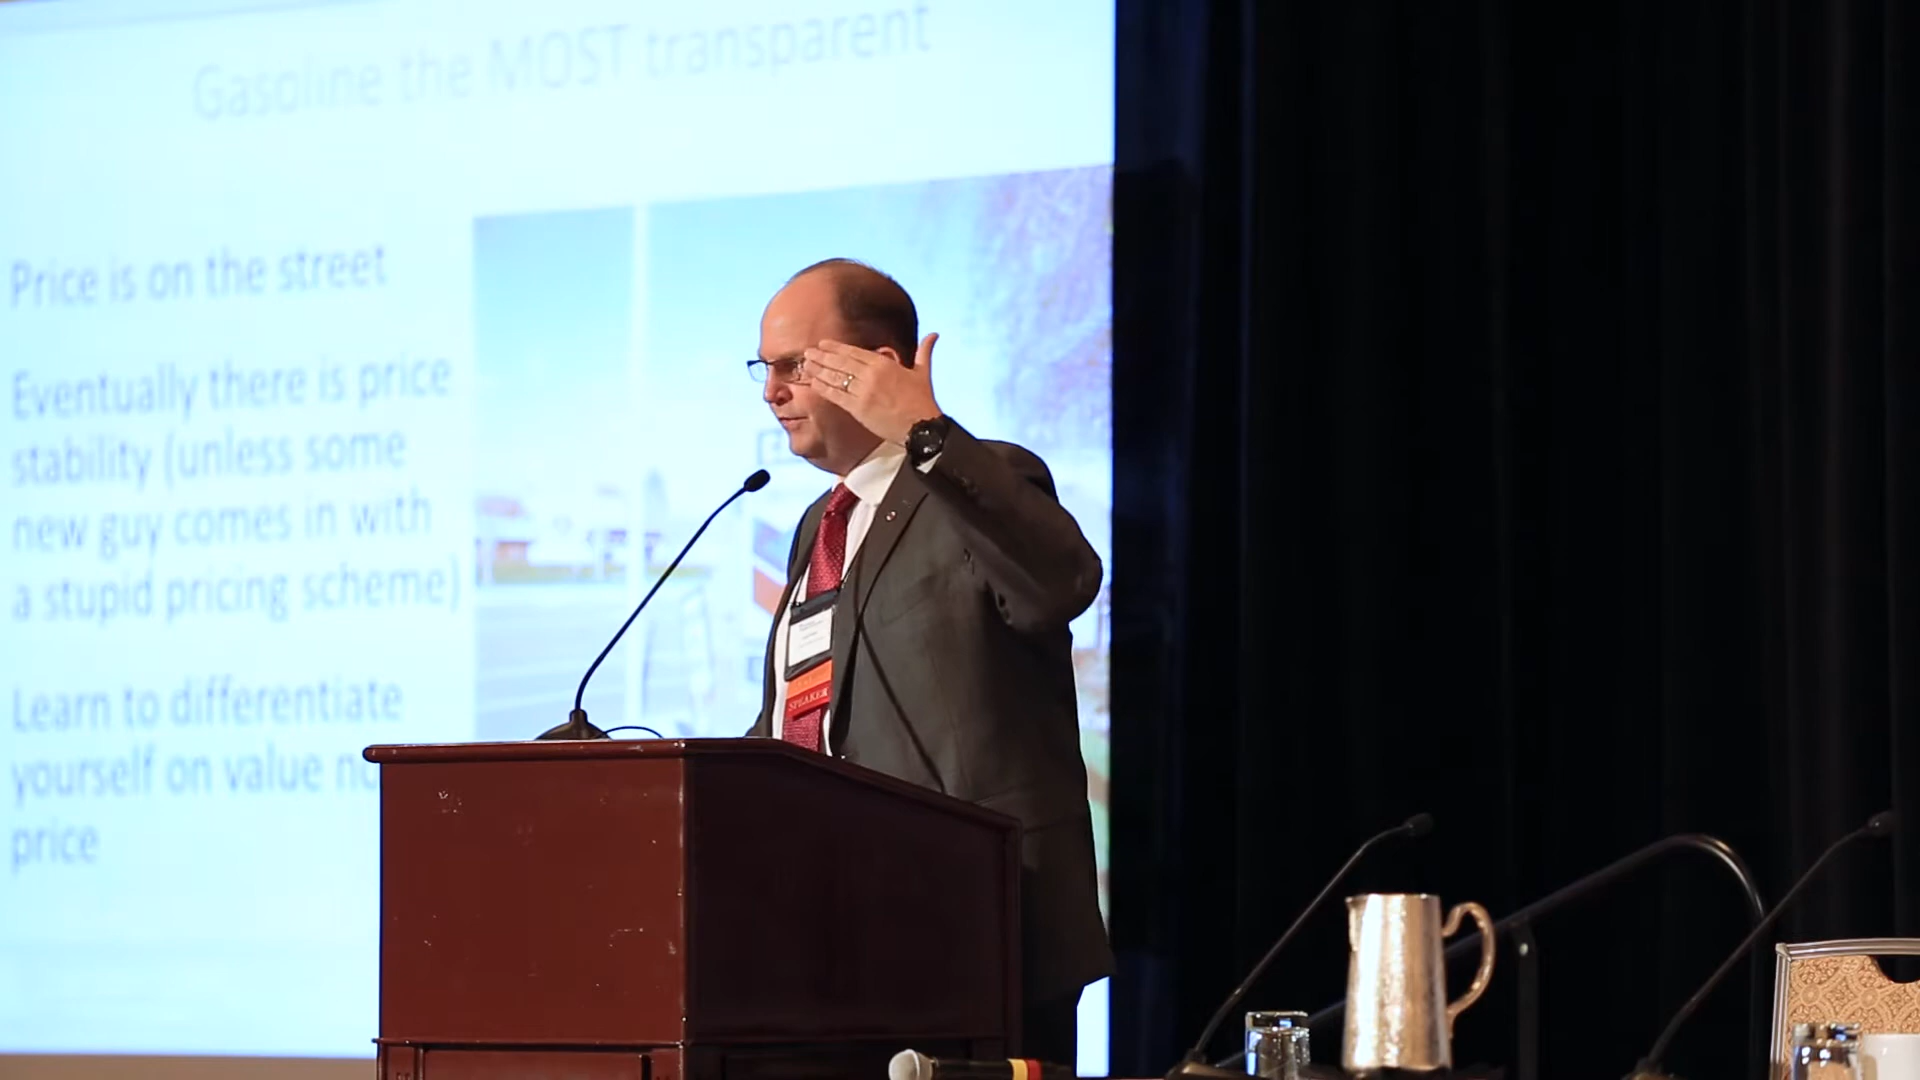 Gasoline the MOST transparent
Price is on the street
Eventually there is price
stability (unless some
new guy comes in with
a stupid pricing scheme)
Learn to differentiate
yourself on value
price
SPEAKER